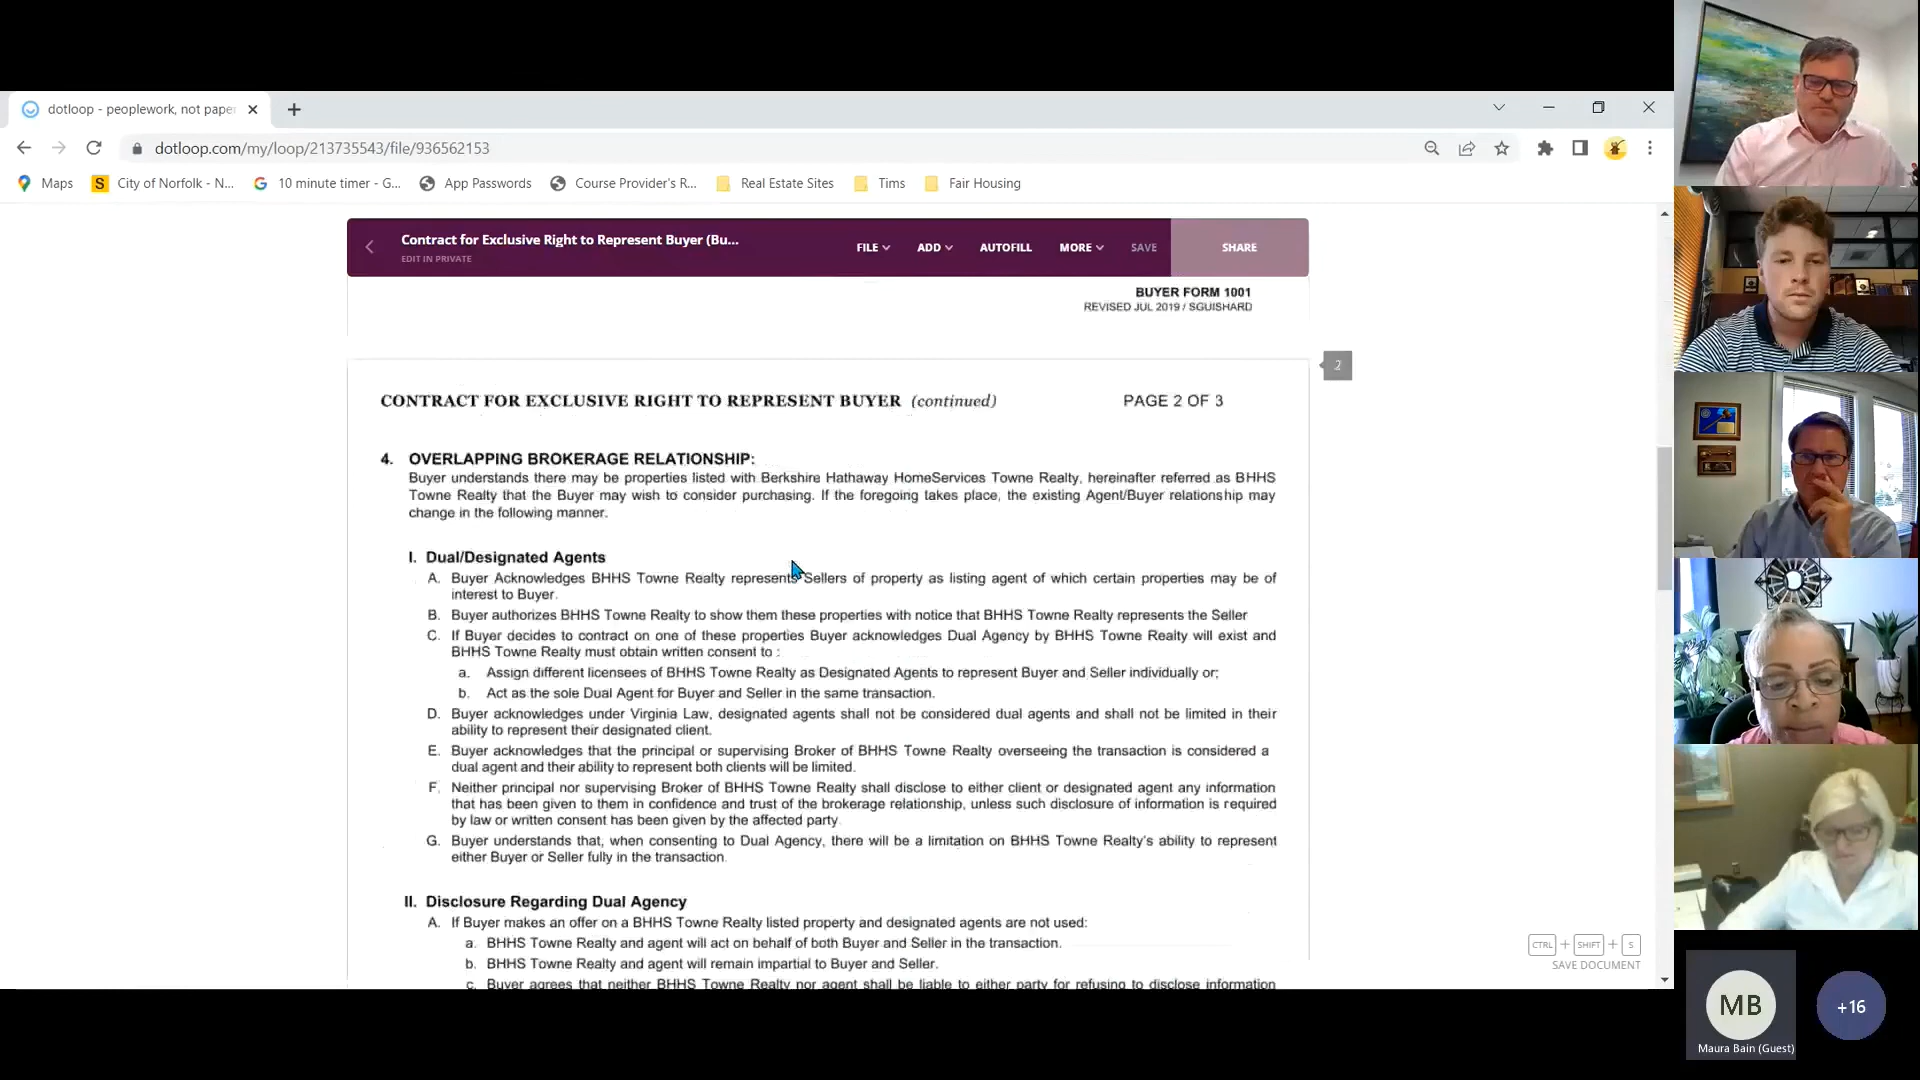 dotloop - peoplework, not pape
dotloop.com/my/loop/213735543/file/936562153
Maps
S
City of Norfolk - N...
G
10 minute timer - G...
App Passwords
Course Provider's R...
Real Estate Sites
Tims
Fair Housing
Contract for Exclusive Right to Represent Buyer (Bu...
EDIT IN PRIVATE
FILE
ADD
AUTOFILL
MORE
SAVE
SHARE
BUYER FORM 1001
REVISED JUL 2019 / SGUISHARD
2
CONTRACT FOR EXCLUSIVE RIGHT TO REPRESENT BUYER (continued) PAGE 2 OF 3
4. OVERLAPPING BROKERAGE RELATIONSHIP:
Buyer understands there may be properties listed with Berkshire Hathaway HomeServices Towne Realty, hereinafter referred as BHHS
Towne Realty that the Buyer may wish to consider purchasing. If the foregoing takes place, the existing Agent/Buyer relationship may
change in the following manner.
I. Dual/Designated Agents
A. Buyer Acknowledges BHHS Towne Realty represents Sellers of property as listing agent of which certain properties may be of
interest to Buyer.
B. Buyer authorizes BHHS Towne Realty to show them these properties with notice that BHHS Towne Realty represents the Seller
C. If Buyer decides to contract on one of these properties Buyer acknowledges Dual Agency by BHHS Towne Realty will exist and
BHHS Towne Realty must obtain written consent to :
a. Assign different licensees of BHHS Towne Realty as Designated Agents to represent Buyer and Seller individually or;
b. Act as the sole Dual Agent for Buyer and Seller in the same transaction.
D. Buyer acknowledges under Virginia Law, designated agents shall not be considered dual agents and shall not be limited in their
ability to represent their designated client.
E. Buyer acknowledges that the principal or supervising Broker of BHHS Towne Realty overseeing the transaction is considered a
dual agent and their ability to represent both clients will be limited.
F. Neither principal nor supervising Broker of BHHS Towne Realty shall disclose to either client or designated agent any information
that has been given to them in confidence and trust of the brokerage relationship, unless such disclosure of information is required
by law or written consent has been given by the affected party.
G. Buyer understands that, when consenting to Dual Agency, there will be a limitation on BHHS Towne Realty's ability to represent
either Buyer or Seller fully in the transaction.
II. Disclosure Regarding Dual Agency
A. If Buyer makes an offer on a BHHS Towne Realty listed property and designated agents are not used:
a. BHHS Towne Realty and agent will act on behalf of both Buyer and Seller in the transaction.
b. BHHS Towne Realty and agent will remain impartial to Buyer and Seller.
c. Buyer agrees that neither BHHS Towne Realty nor agent shall be liable to either party for refusing to disclose information
CTRL + SHIFT + S
SAVE DOCUMENT
MB
Maura Bain (Guest)
+16